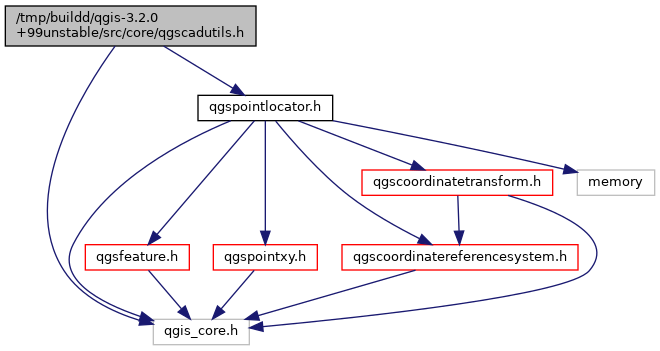 /tmp/buildd/qgis-3.2.0
+99unstable/src/core/qgscadutils.h
qgspointlocator.h
qgscoordinatetransform.h
memory
qgsfeature.h
qgspointxy.h
qgscoordinatereferencesystem.h
qgis_core.h